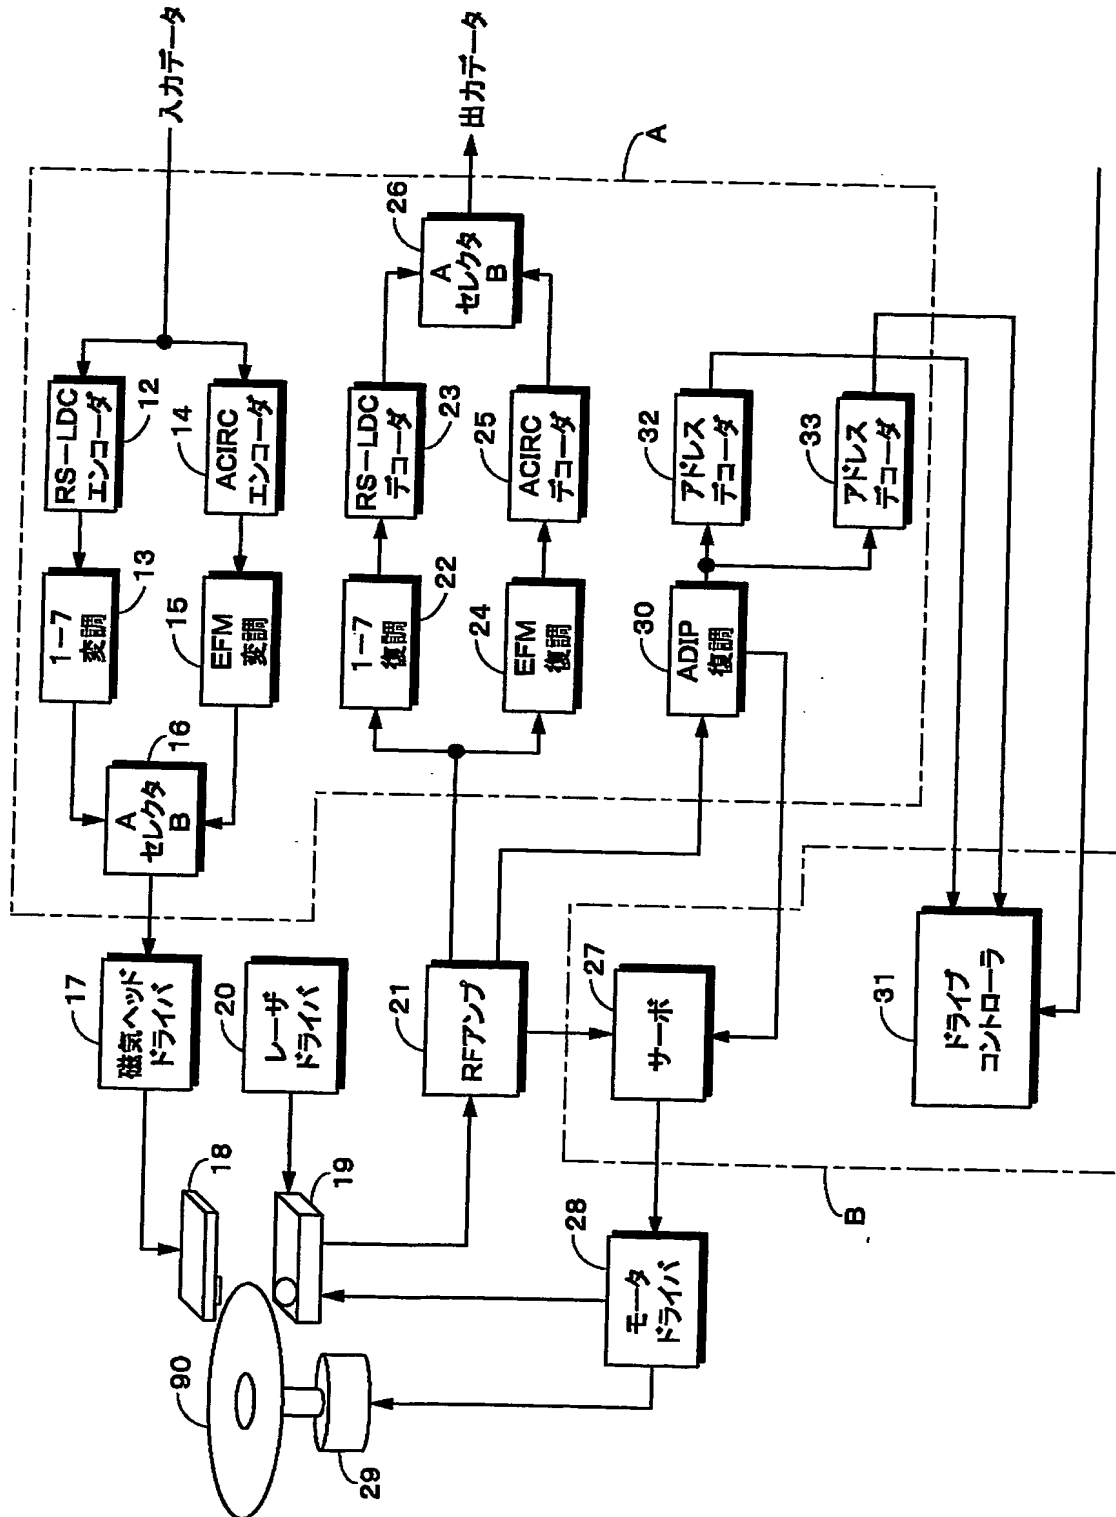 入力データ
出力データ
A
RS－LDC
エンコーダ
12
ACIRC
エンコーダ
14
1－7
変調
13
EFM
変調
15
A
セレクタ
B
16
磁気ヘッド
ドライバ
17
18
レーザ
ドライバ
20
19
90
29
RFアンプ
21
1－7
復調
22
RS－LDC
デコーダ
23
EFM
復調
24
ACIRC
デコーダ
25
A
セレクタ
B
26
サーボ
27
モータ
ドライバ
28
ADIP
復調
30
アドレス
デコーダ
32
アドレス
デコーダ
33
ドライブ
コントローラ
31
B